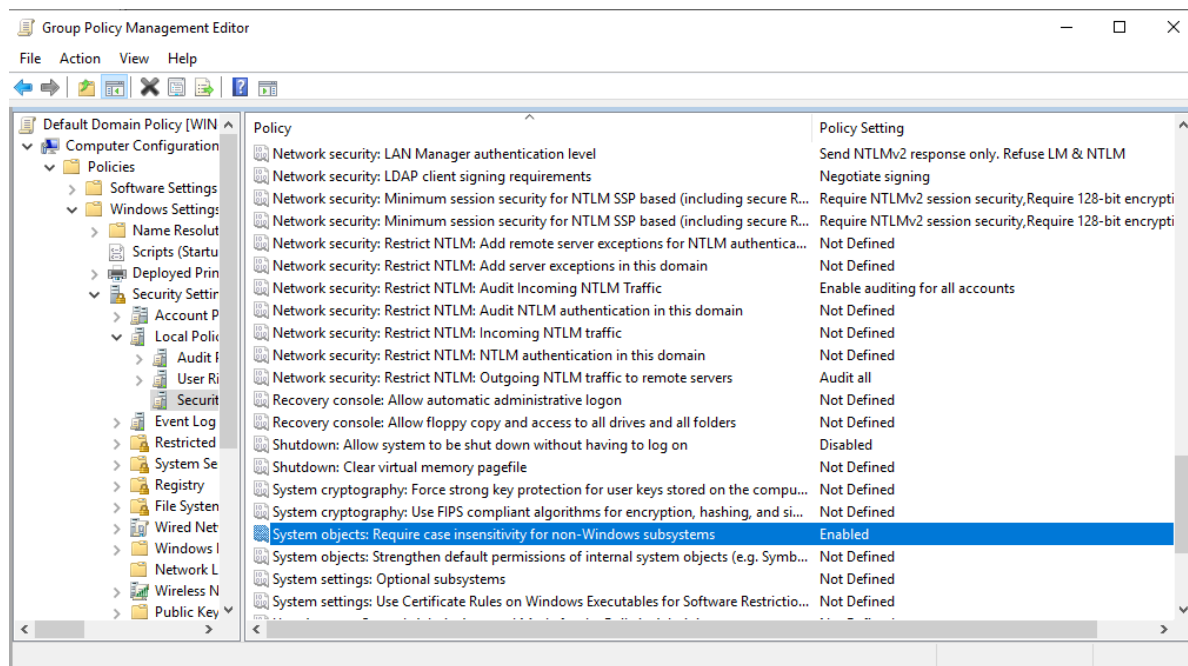 Group Policy Management Editor
File Action View Help
Default Domain Policy [WIN
Computer Configuration
Policies
Software Settings
Windows Settings
Name Resolut
Scripts (Startu
Deployed Prin
Security Settin
Account P
Local Polic
Audit P
User Ri
Securit
Event Log
Restricted
System Se
Registry
File System
Wired Net
Windows
Network L
Wireless N
Public Key
Policy Policy Setting
Network security: LAN Manager authentication level Send NTLMv2 response only. Refuse LM & NTLM
Network security: LDAP client signing requirements Negotiate signing
Network security: Minimum session security for NTLM SSP based (including secure R... Require NTLMv2 session security,Require 128-bit encrypti
Network security: Minimum session security for NTLM SSP based (including secure R... Require NTLMv2 session security,Require 128-bit encrypti
Network security: Restrict NTLM: Add remote server exceptions for NTLM authentica... Not Defined
Network security: Restrict NTLM: Add server exceptions in this domain Not Defined
Network security: Restrict NTLM: Audit Incoming NTLM Traffic Enable auditing for all accounts
Network security: Restrict NTLM: Audit NTLM authentication in this domain Not Defined
Network security: Restrict NTLM: Incoming NTLM traffic Not Defined
Network security: Restrict NTLM: NTLM authentication in this domain Not Defined
Network security: Restrict NTLM: Outgoing NTLM traffic to remote servers Audit all
Recovery console: Allow automatic administrative logon Not Defined
Recovery console: Allow floppy copy and access to all drives and all folders Not Defined
Shutdown: Allow system to be shut down without having to log on Disabled
Shutdown: Clear virtual memory pagefile Not Defined
System cryptography: Force strong key protection for user keys stored on the compu... Not Defined
System cryptography: Use FIPS compliant algorithms for encryption, hashing, and si... Not Defined
System objects: Require case insensitivity for non-Windows subsystems Enabled
System objects: Strengthen default permissions of internal system objects (e.g. Symb... Not Defined
System settings: Optional subsystems Not Defined
System settings: Use Certificate Rules on Windows Executables for Software Restrictio... Not Defined